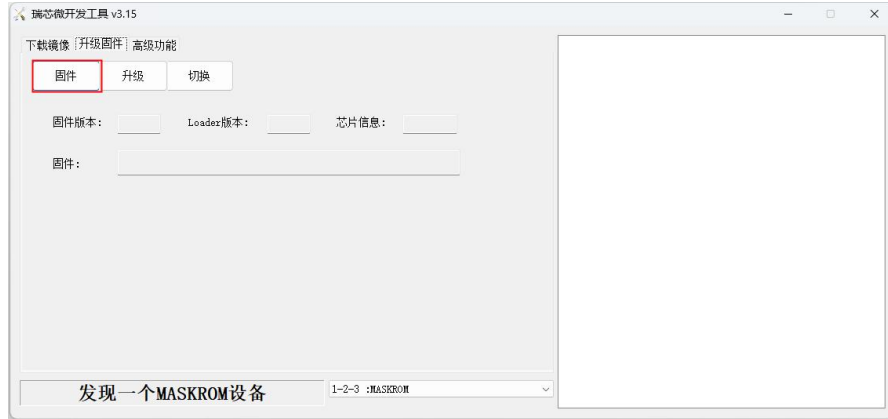 瑞芯微开发工具 v3.15
下载镜像 升级固件 高级功能
固件 升级 切换
固件版本: Loader版本: 芯片信息:
固件:
发现一个MASKROM设备 1-2-3 :MASKROM